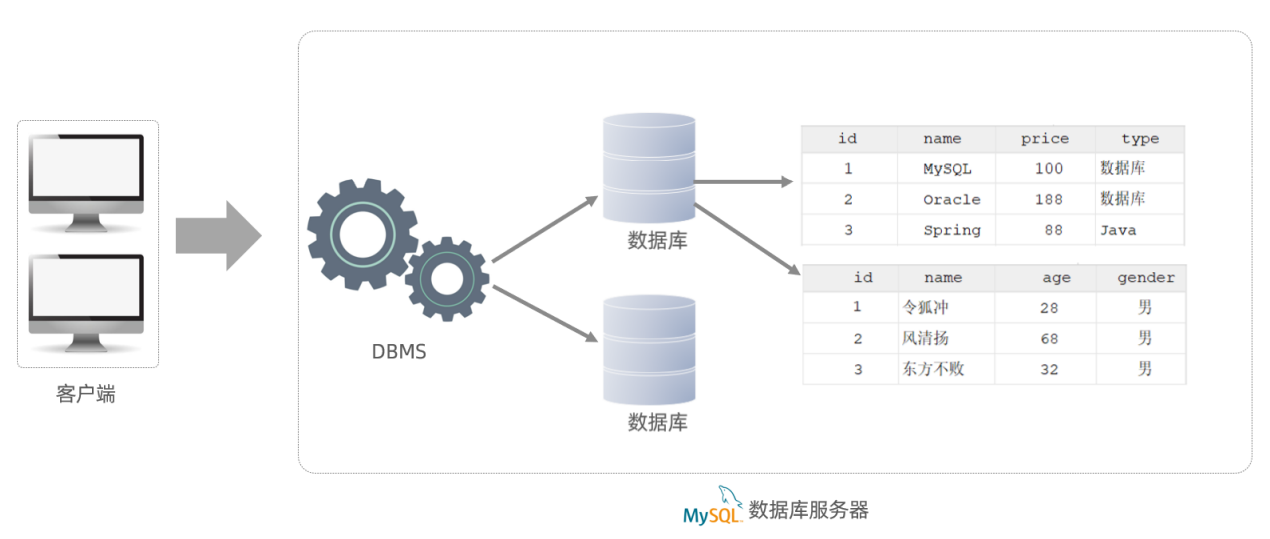 客户端
DBMS
数据库
数据库
id name price type
1 MySQL 100 数据库
2 Oracle 188 数据库
3 Spring 88 Java
id name age gender
1 令狐冲 28 男
2 风清扬 68 男
3 东方不败 32 男
MySQL 数据库服务器